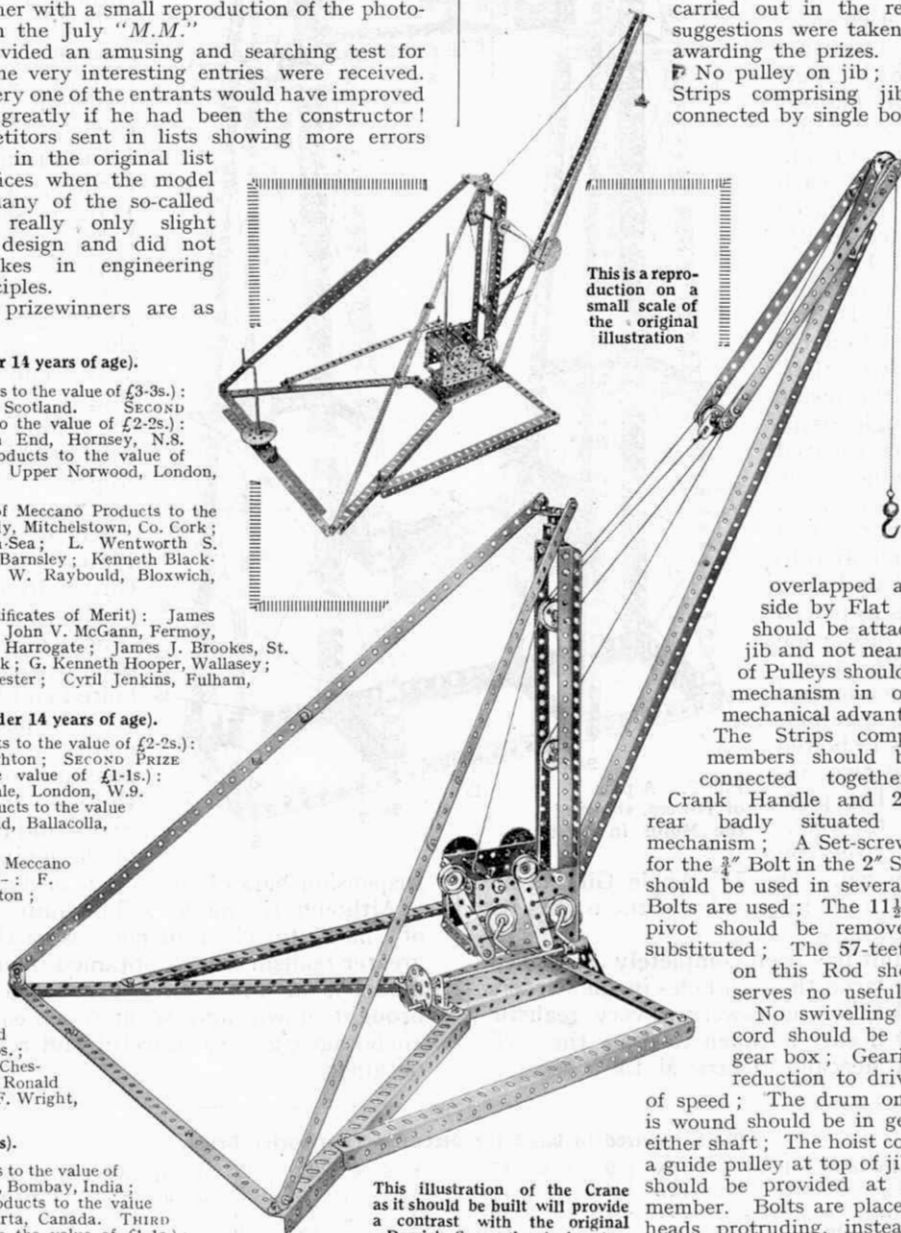 ner with a small reproduction of the photo-
n the July "M.M."
vided an amusing and searching test for
ne very interesting entries were received.
ery one of the entrants would have improved
greatly if he had been the constructor!
etitors sent in lists showing more errors
in the original list
ices when the model
any of the so-called
really only slight
design and did not
kes in engineering
ciples.
prizewinners are as
r 14 years of age).
s to the value of £3-3s.) :
Scotland. SECOND
o the value of £2-2s.) :
End, Hornsey, N.8.
oducts to the value of
Upper Norwood, London,
of Meccano Products to the
ly, Mitchelstown, Co. Cork ;
-Sea ; L. Wentworth S.
Barnsley ; Kenneth Black-
W. Raybould, Bloxwich,
ificates of Merit) : James
John V. McGann, Fermoy,
Harrogate ; James J. Brookes, St.
k ; G. Kenneth Hooper, Wallasey ;
ester ; Cyril Jenkins, Fulham,
der 14 years of age).
ts to the value of £2-2s.) :
hton ; SECOND PRIZE
e value of £1-1s.) :
ale, London, W.9.
ucts to the value
d, Ballacolla,
Meccano
– F.
ton ;
d
s. ;
Ches-
Ronald
F. Wright,
s).
s to the value of
, Bombay, India ;
oducts to the value
rta, Canada. THIRD
This is a repro-
duction on a
small scale of
the original
illustration
This illustration of the Crane
as it should be built will provide
a contrast with the original
carried out in the re
suggestions were taken
awarding the prizes.
No pulley on jib ;
Strips comprising jib
connected by single bo
overlapped a
side by Flat
should be attac
jib and not near
of Pulleys should
mechanism in o
mechanical advant
The Strips comp
members should b
connected together
Crank Handle and 2
rear badly situated
mechanism ; A Set-screw
for the ¾" Bolt in the 2" S
should be used in severa
Bolts are used ; The 11½
pivot should be remove
substituted ; The 57-teet
on this Rod sho
serves no useful
No swivelling
cord should be
gear box ; Geari
reduction to driv
of speed ; The drum on
is wound should be in ge
either shaft ; The hoist co
a guide pulley at top of ji
should be provided at
member. Bolts are place
heads protruding, instea